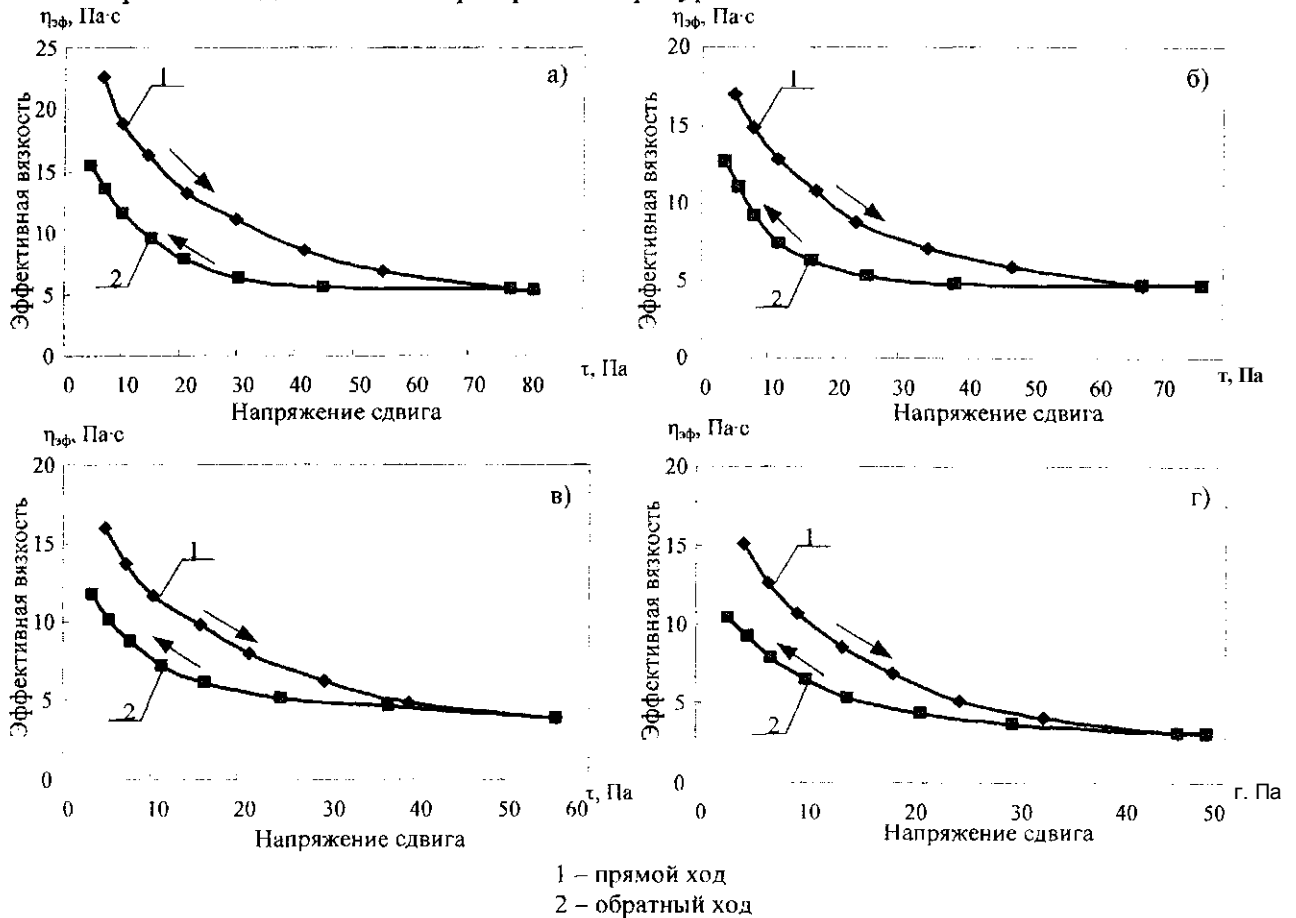 ηэф, Па·с
Эффективная вязкость
25
20
15
10
5
0
0 10 20 30 40 50 60 70 80
τ, Па
Напряжение сдвига
а)
1
2
ηэф, Па·с
Эффективная вязкость
20
15
10
5
0
0 10 20 30 40 50 60 70
т, Па
Напряжение сдвига
б)
1
2
ηэф, Па·с
Эффективная вязкость
20
15
10
5
0
0 10 20 30 40 50 60
τ, Па
Напряжение сдвига
в)
1
2
ηэф, Па·с
Эффективная вязкость
20
15
10
5
0
0 10 20 30 40 50
г. Па
Напряжение сдвига
г)
1
2
1 – прямой ход
2 – обратный ход